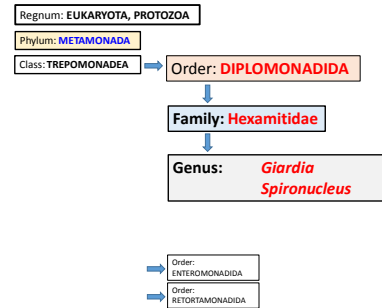 Regnum: EUKARYOTA, PROTOZOA
Phylum: METAMONADA
Class: TREPOMONADEA
Order: DIPLOMONADIDA
Family: Hexamitidae
Genus: Giardia
Spironucleus
Order:
ENTEROMONADIDA
Order:
RETORTAMONADIDA